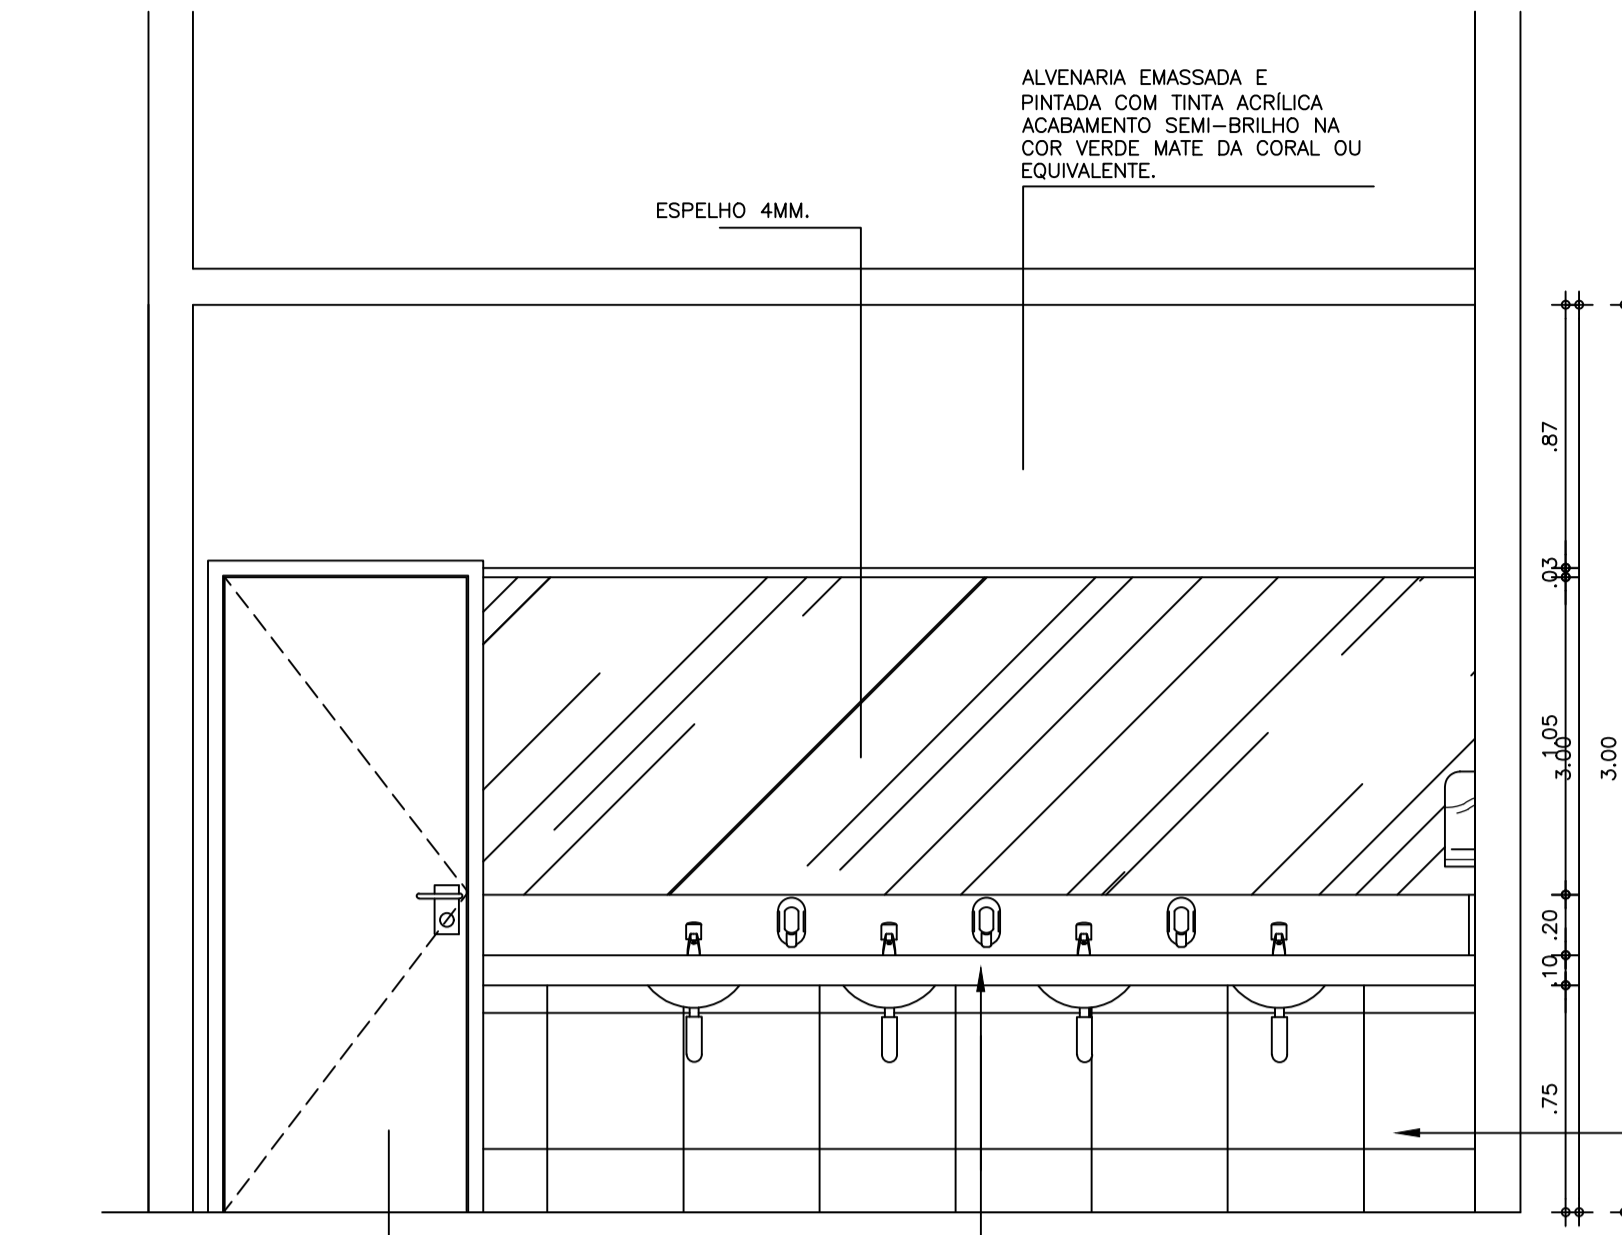 ALVENARIA EMASSADA E
PINTADA COM TINTA ACRÍLICA
ACABAMENTO SEMI-BRILHO NA
COR VERDE MATE DA CORAL OU
EQUIVALENTE.
ESPELHO 4MM.
.87
.03
1.05
3.00
3.00
.20
.10
.75